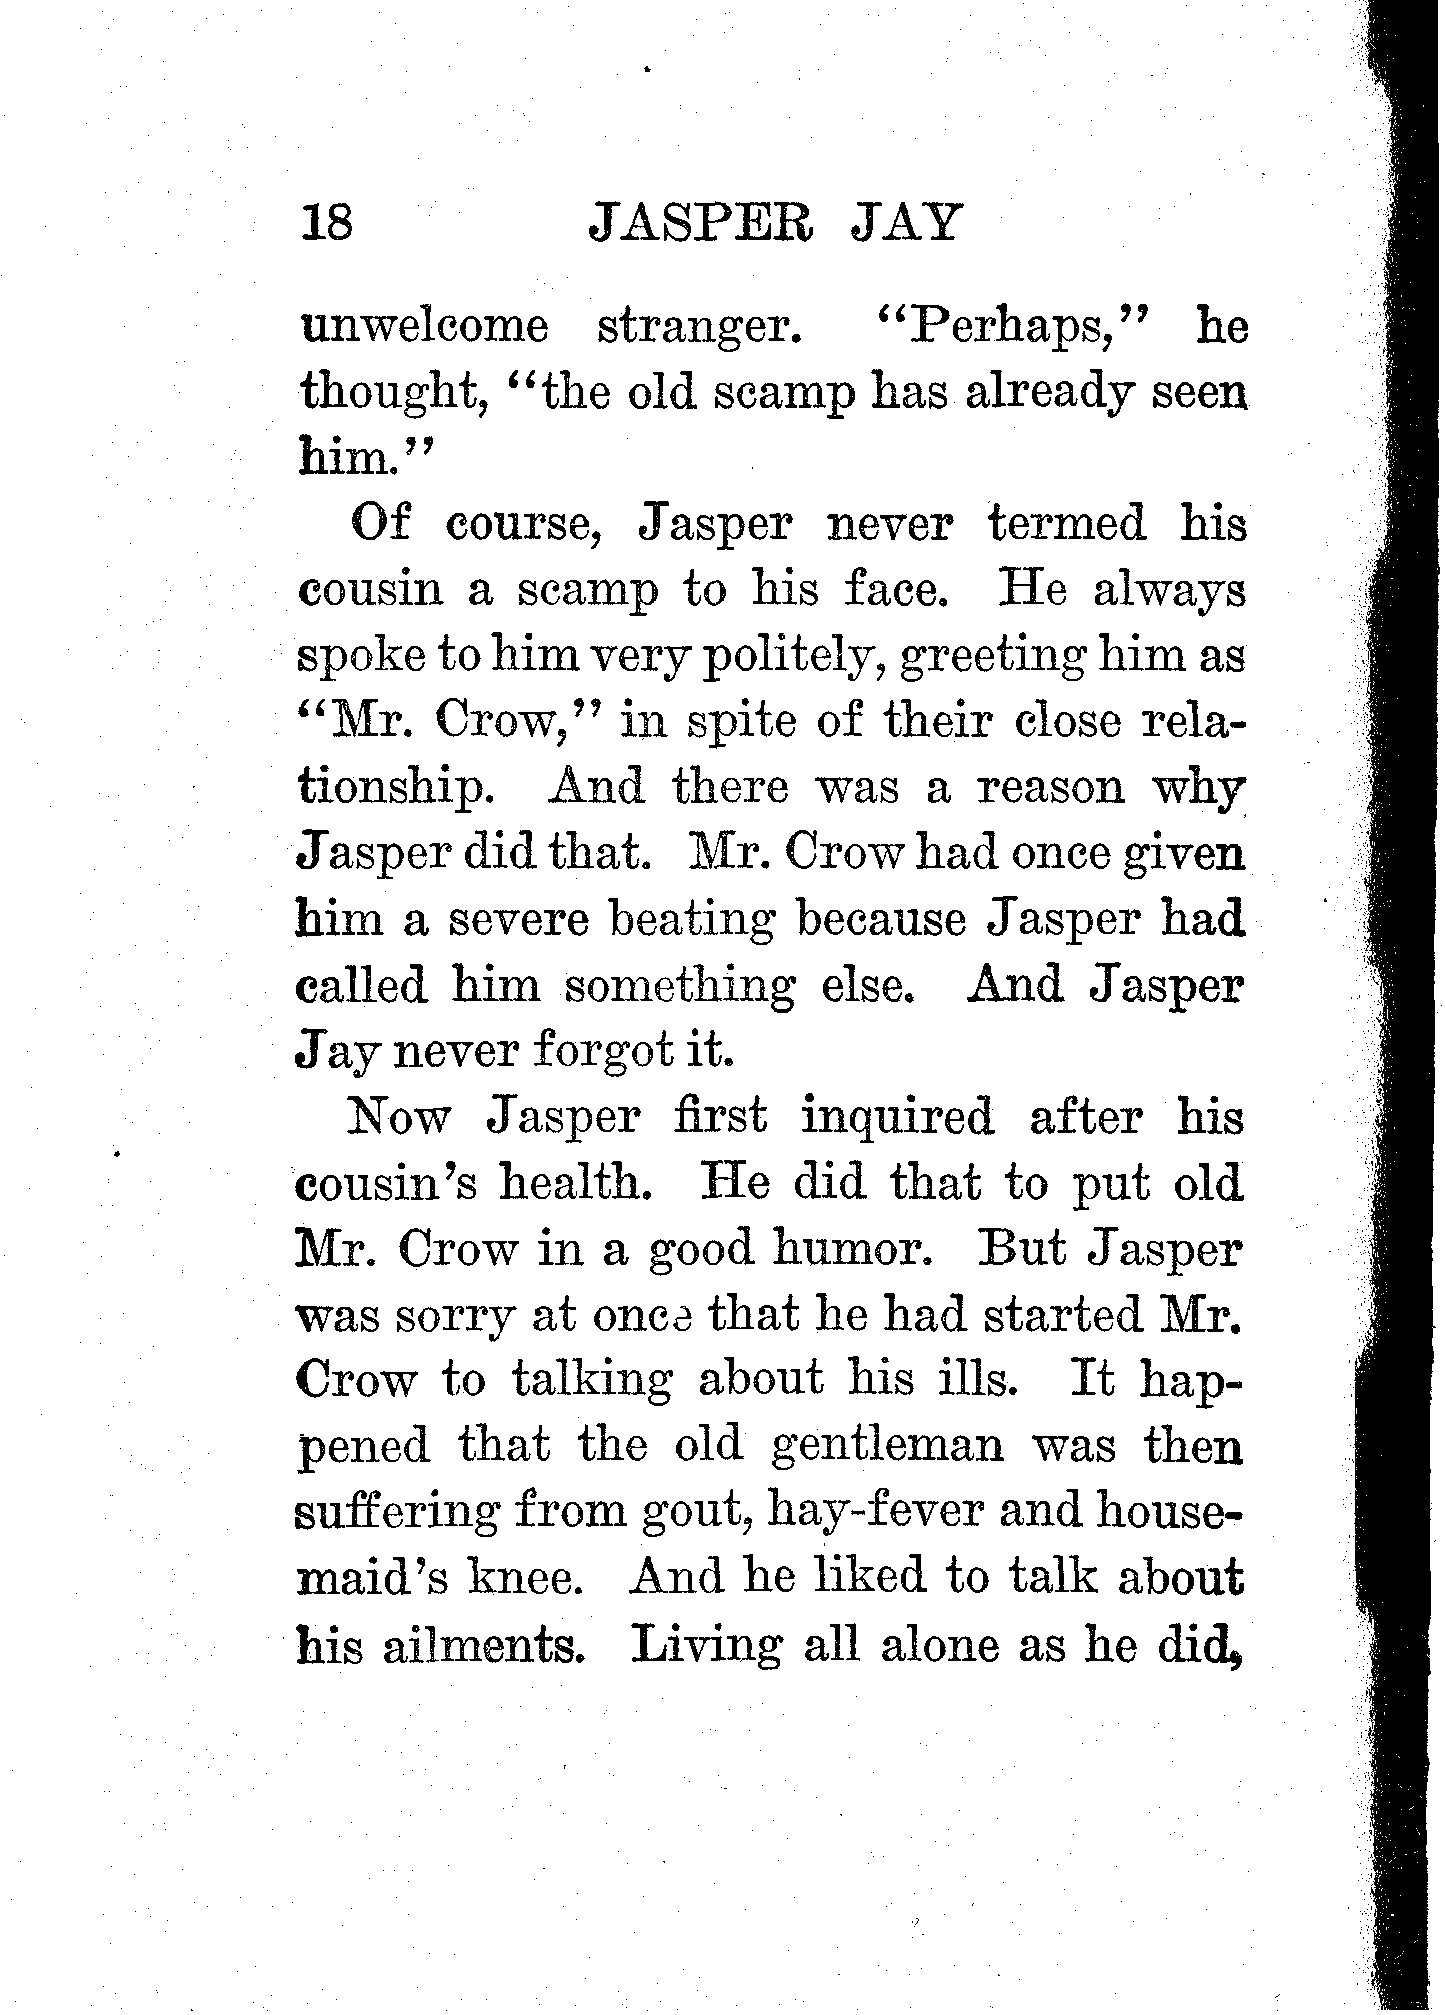 18 JASPER JAY
unwelcome stranger. "Perhaps," he
thought, "the old scamp has already seen
him."
Of course, Jasper never termed his
cousin a scamp to his face. He always
spoke to him very politely, greeting him as
"Mr. Crow," in spite of their close rela-
tionship. And there was a reason why
Jasper did that. Mr. Crow had once given
him a severe beating because Jasper had
called him something else. And Jasper
Jay never forgot it.
Now Jasper first inquired after his
cousin's health. He did that to put old
Mr. Crow in a good humor. But Jasper
was sorry at once that he had started Mr.
Crow to talking about his ills. It hap-
pened that the old gentleman was then
suffering from gout, hay-fever and house-
maid's knee. And he liked to talk about
his ailments. Living all alone as he did,